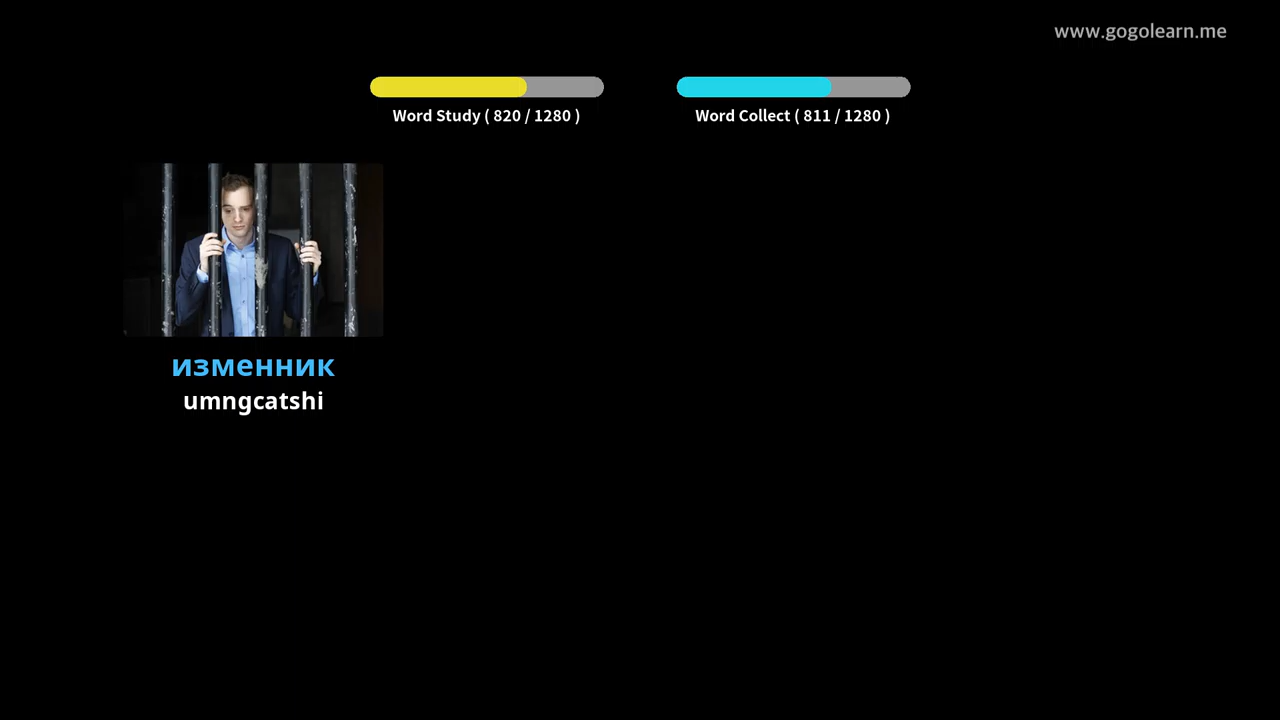 www.gogolearn.me
Word Study ( 820 / 1280 )
Word Collect ( 811 / 1280 )
изменник
umngcatshi